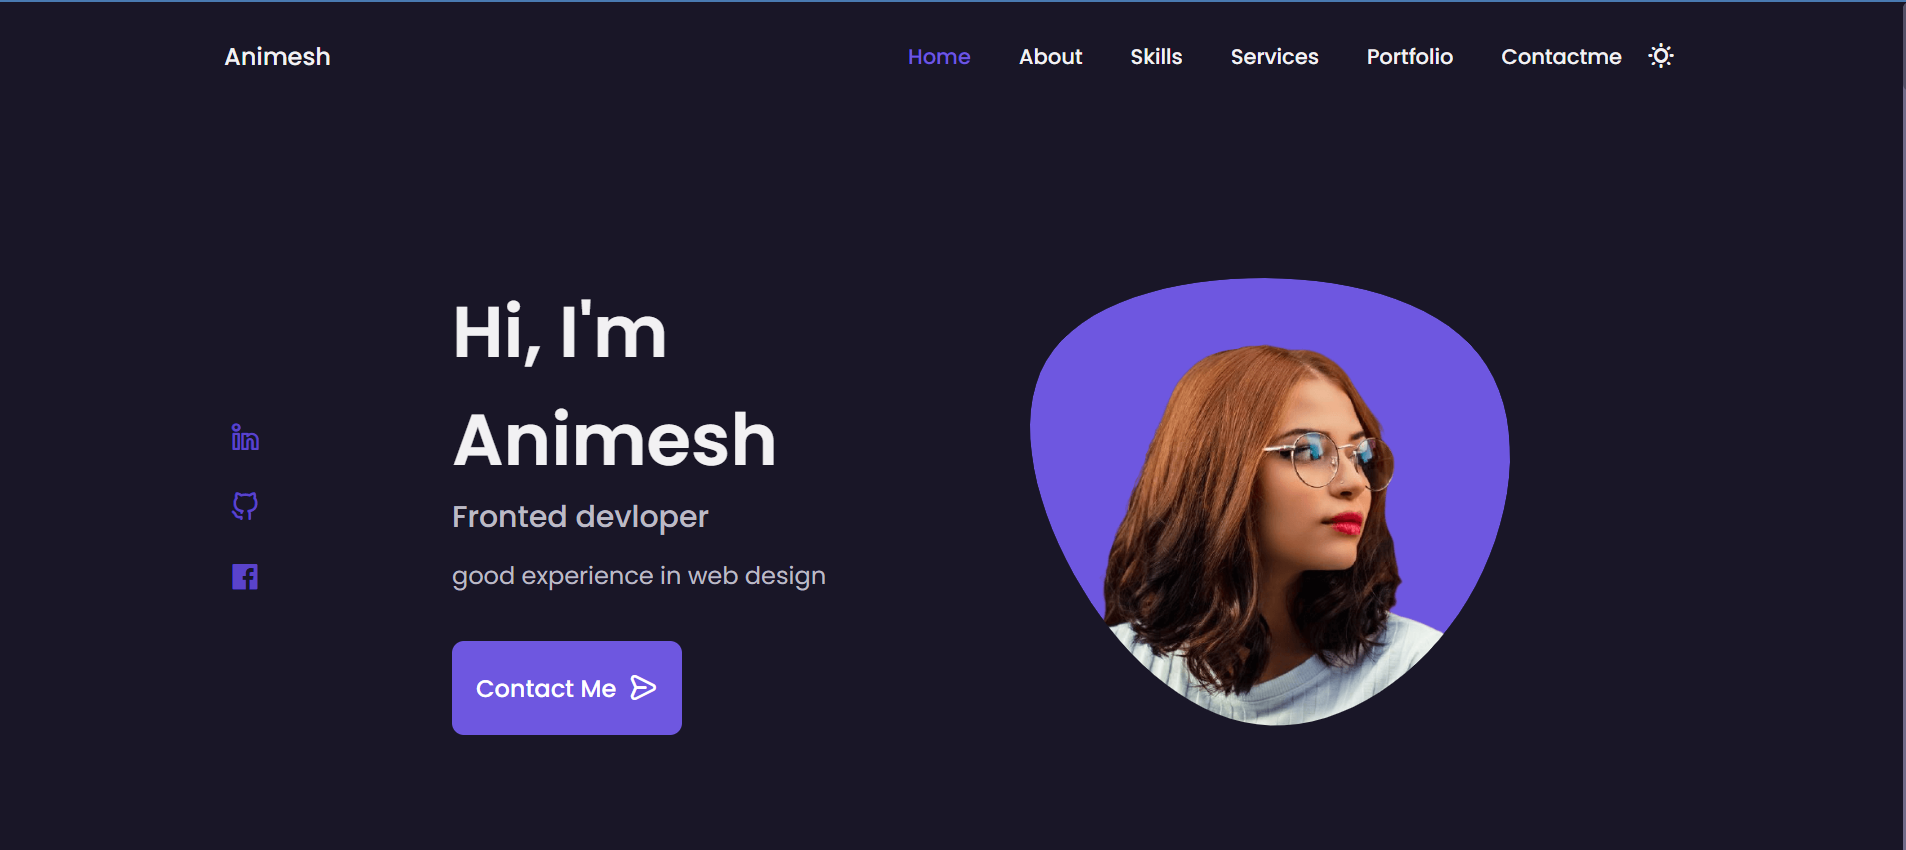 Animesh
Home About Skills Services Portfolio Contactme
Hi, I'm
Animesh
Fronted devloper
good experience in web design
Contact Me